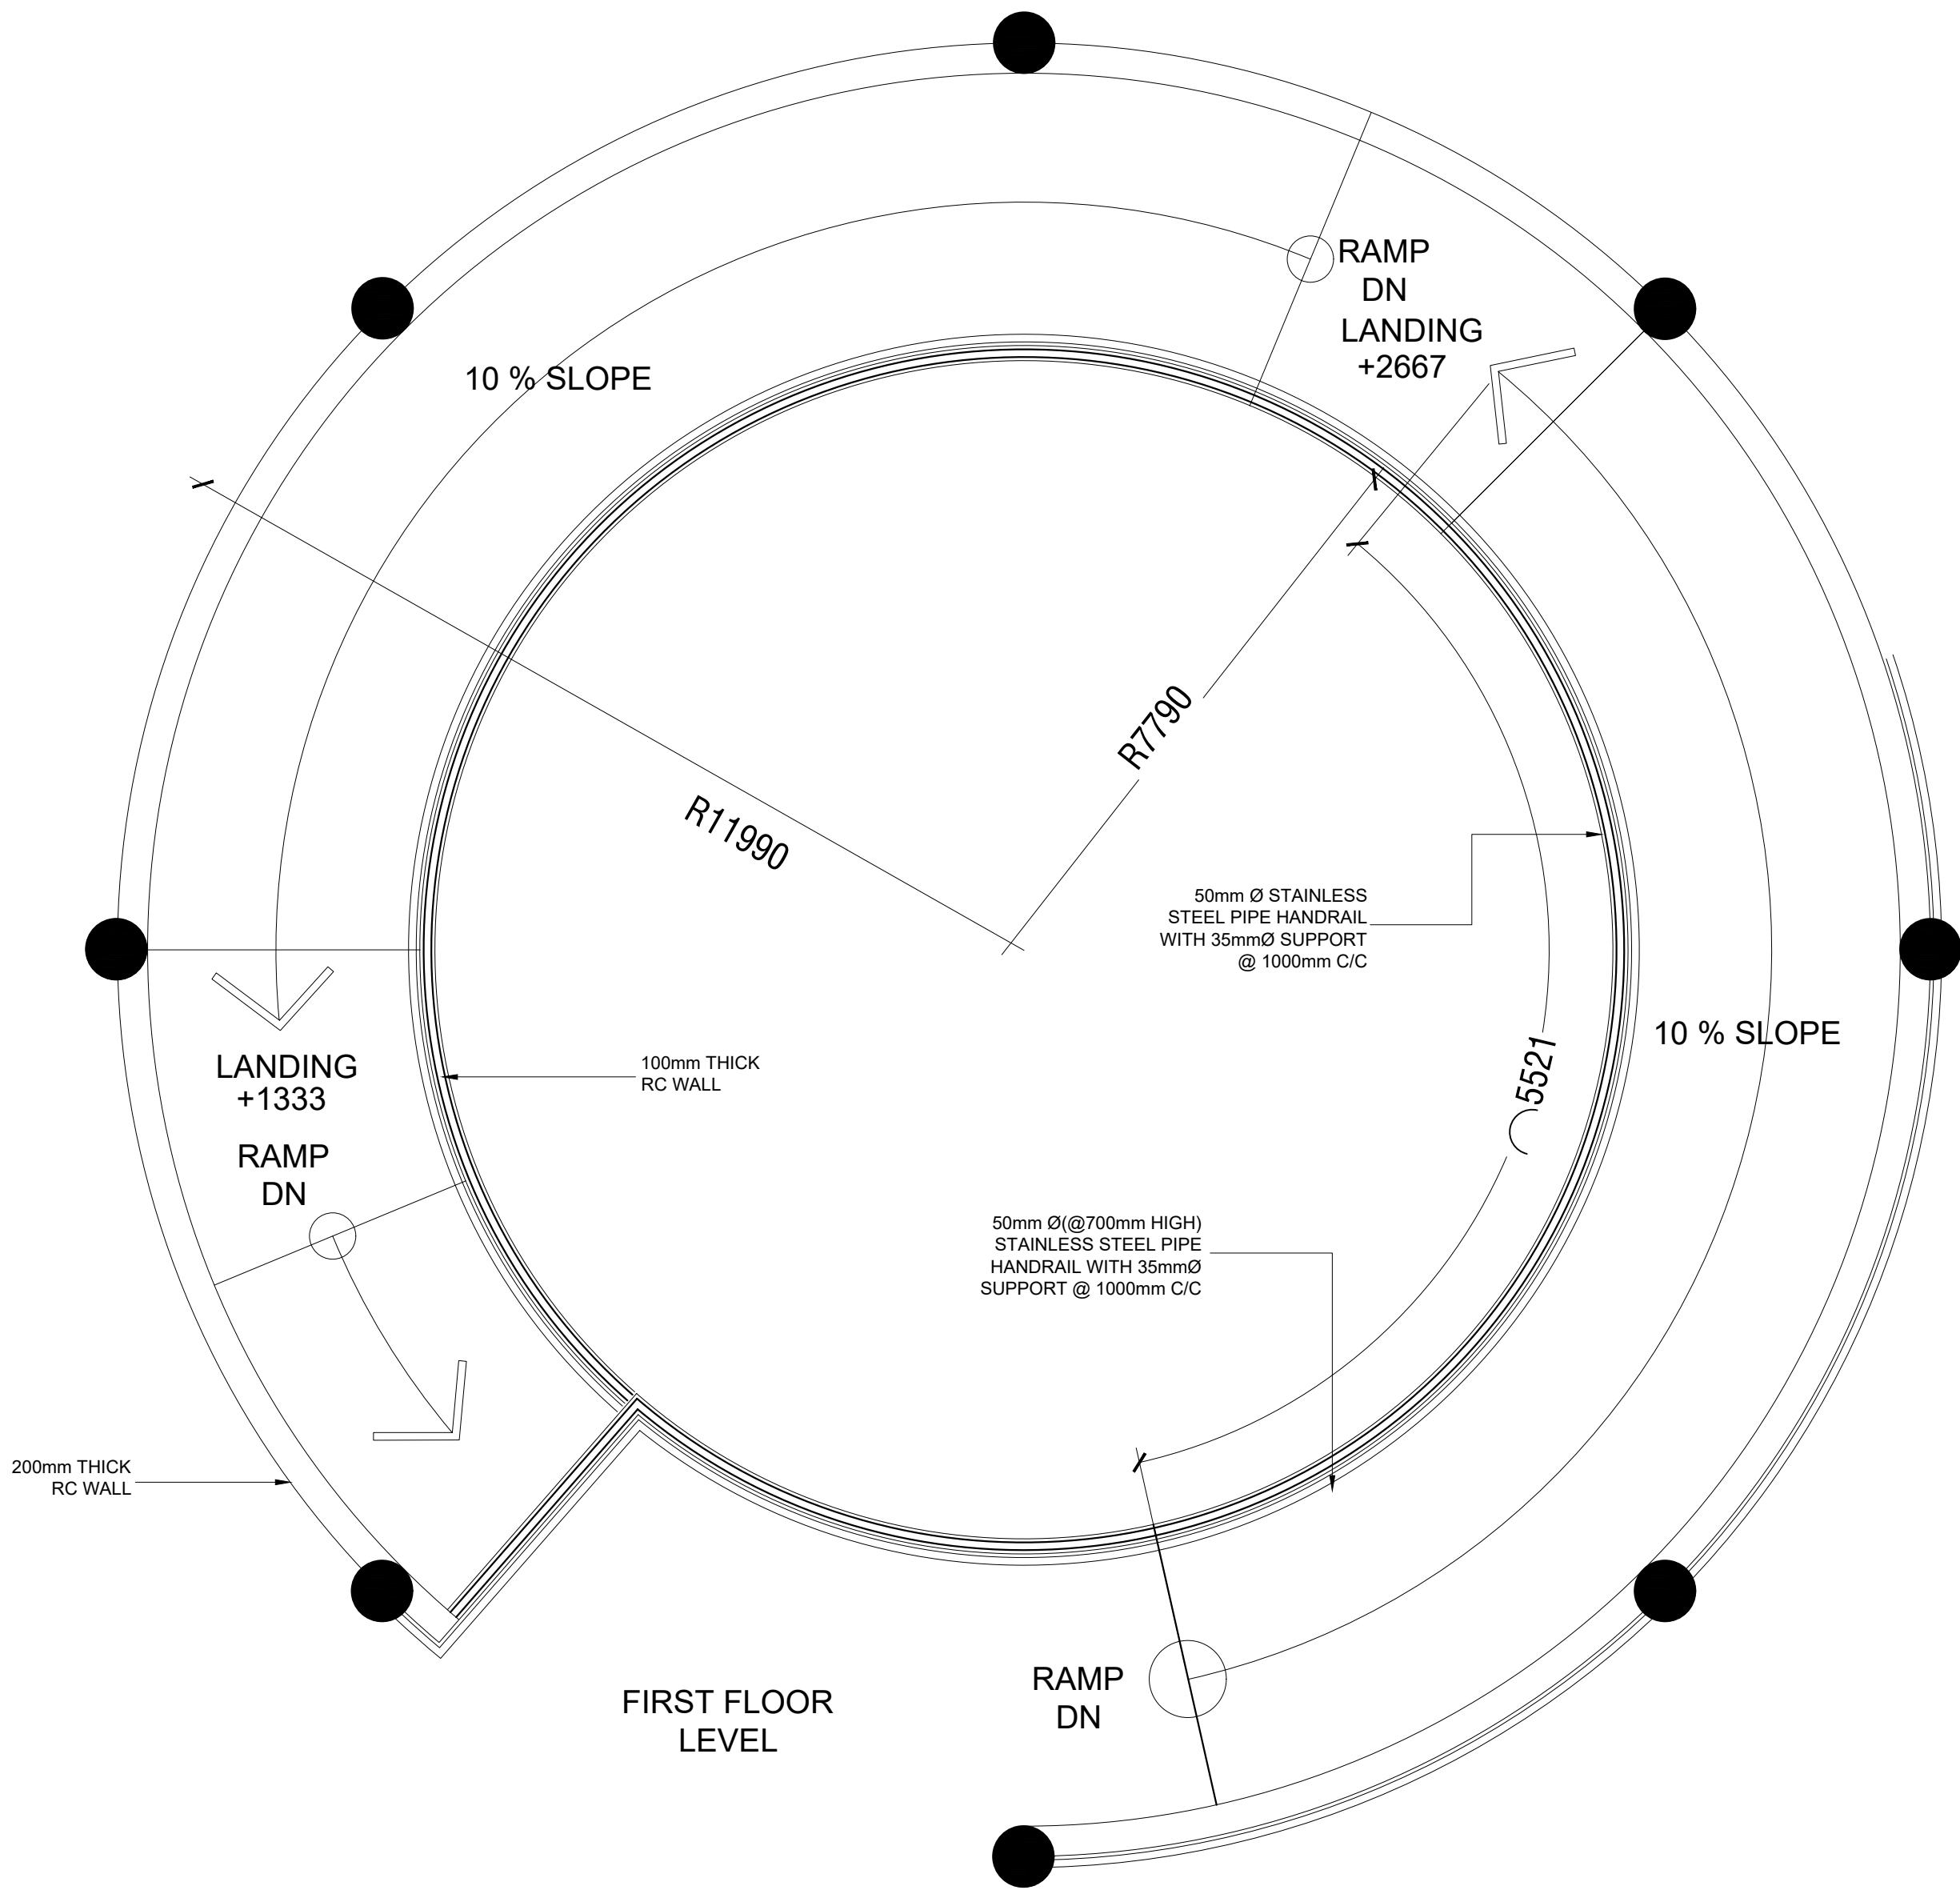 RAMP
DN
LANDING
+2667
10 % SLOPE
R7790
R11990
50mm Ø STAINLESS
STEEL PIPE HANDRAIL
WITH 35mmØ SUPPORT
@ 1000mm C/C
10 % SLOPE
5521
LANDING
+1333
100mm THICK
RC WALL
RAMP
DN
50mm Ø(@700mm HIGH)
STAINLESS STEEL PIPE
HANDRAIL WITH 35mmØ
SUPPORT @ 1000mm C/C
200mm THICK
RC WALL
RAMP
DN
FIRST FLOOR
LEVEL